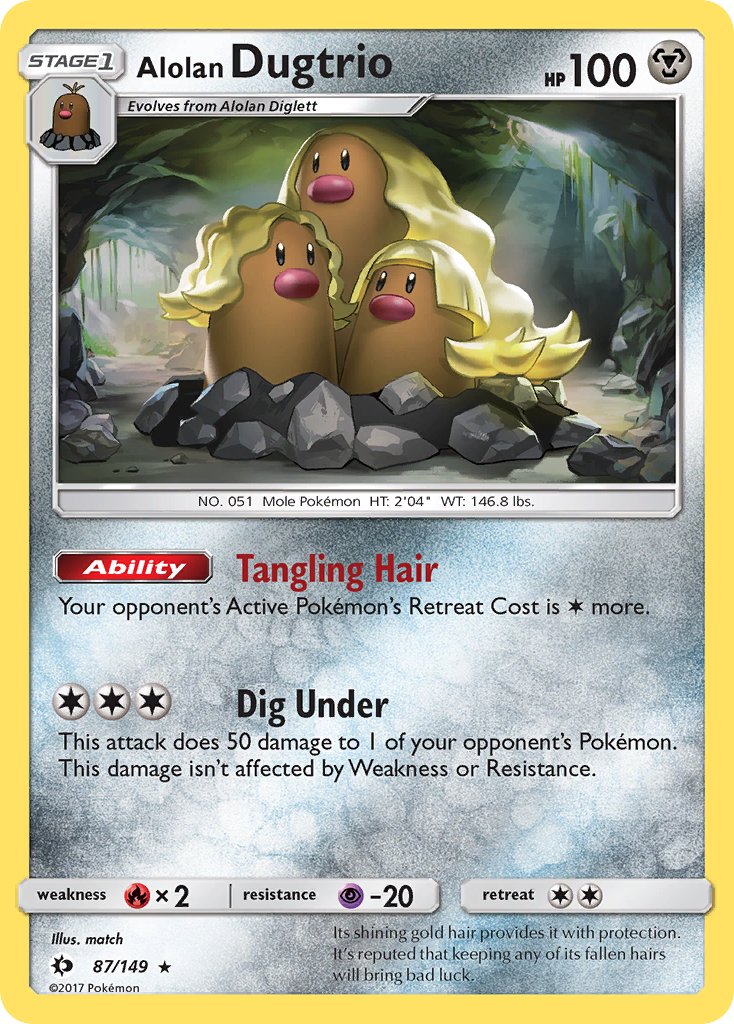 STAGE1
Alolan Dugtrio
HP 100
Evolves from Alolan Diglett
NO. 051 Mole Pokémon HT: 2'04" WT: 146.8 lbs.
Ability Tangling Hair
Your opponent's Active Pokémon's Retreat Cost is more.
Dig Under
This attack does 50 damage to 1 of your opponent's Pokémon.
This damage isn't affected by Weakness or Resistance.
weakness ×2 resistance -20 retreat
Illus. match
87/149 ★
©2017 Pokémon
Its shining gold hair provides it with protection.
It's reputed that keeping any of its fallen hairs
will bring bad luck.